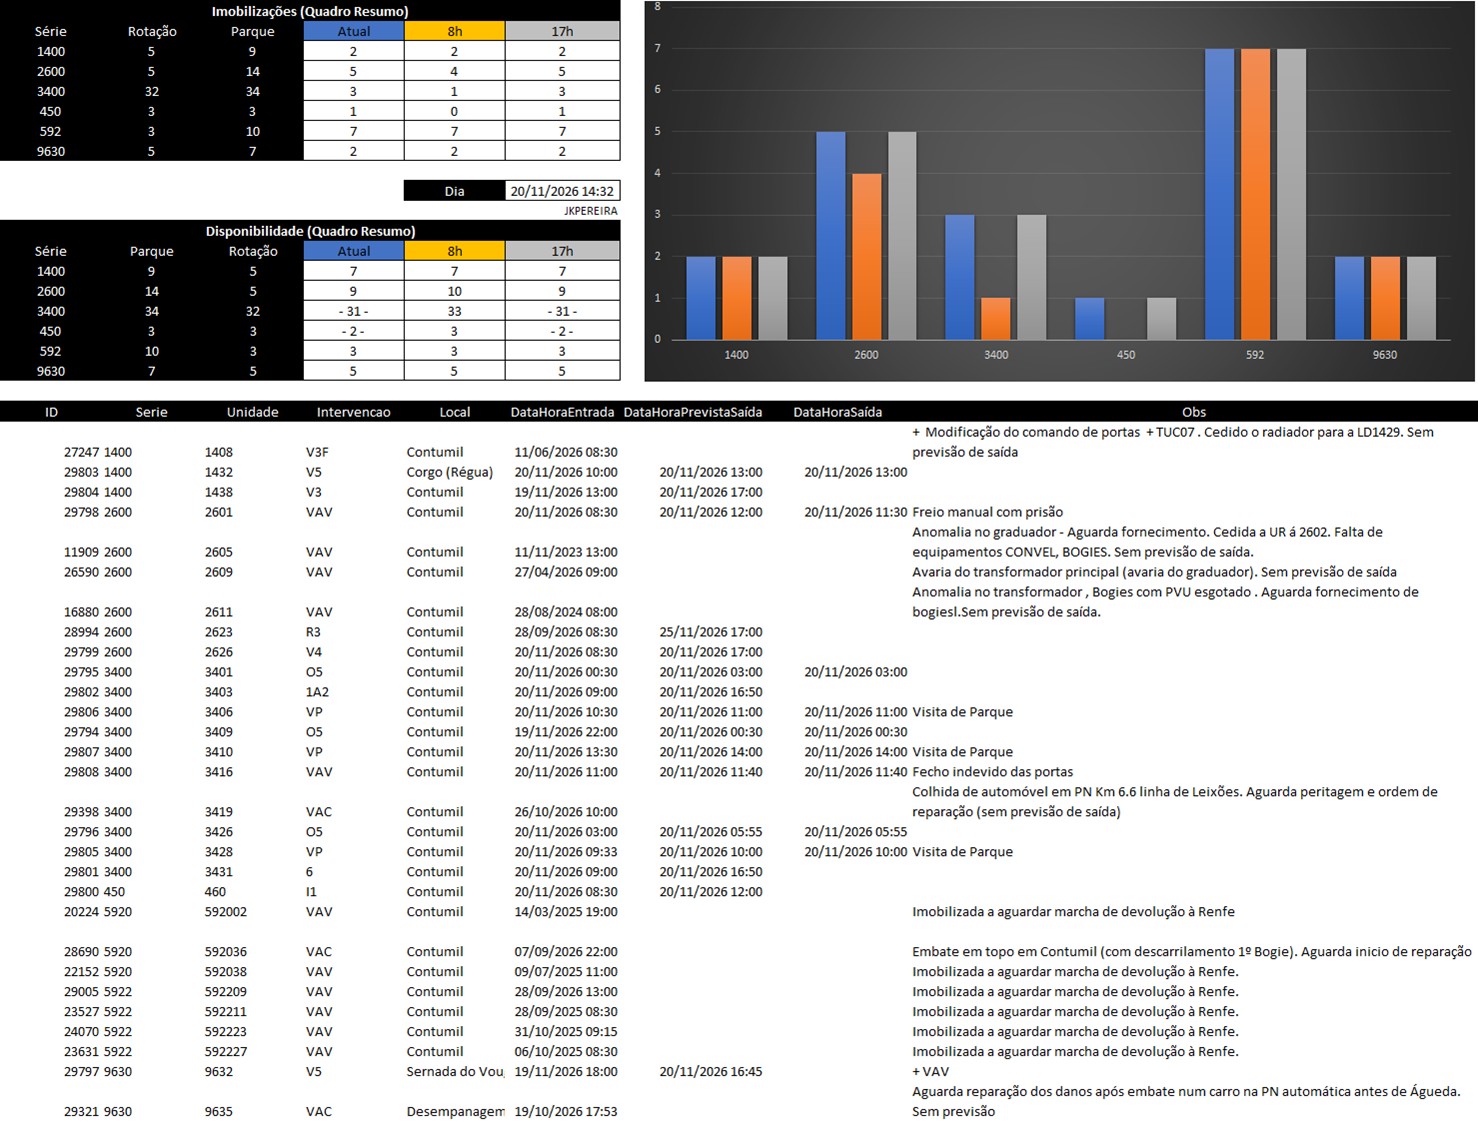 Imobilizações (Quadro Resumo)
Série Rotação Parque Atual 8h 17h
1400 5 9 2 2 2
2600 5 14 5 4 5
3400 32 34 3 1 3
450 3 3 1 0 1
592 3 10 7 7 7
9630 5 7 2 2 2
Dia 20/11/2026 14:32
JKPEREIRA
Disponibilidade (Quadro Resumo)
Série Parque Rotação Atual 8h 17h
1400 9 5 7 7 7
2600 14 5 9 10 9
3400 34 32 - 31 - 33 - 31 -
450 3 3 - 2 - 3 - 2 -
592 10 3 3 3 3
9630 7 5 5 5 5
8
7
6
5
4
3
2
1
0
1400 2600 3400 450 592 9630
ID Serie Unidade Intervencao Local DataHoraEntrada DataHoraPrevistaSaída DataHoraSaída Obs
+ Modificação do comando de portas + TUC07 . Cedido o radiador para a LD1429. Sem
27247 1400 1408 V3F Contumil 11/06/2026 08:30 previsão de saída
29803 1400 1432 V5 Corgo (Régua) 20/11/2026 10:00 20/11/2026 13:00 20/11/2026 13:00
29804 1400 1438 V3 Contumil 19/11/2026 13:00 20/11/2026 17:00
29798 2600 2601 VAV Contumil 20/11/2026 08:30 20/11/2026 12:00 20/11/2026 11:30 Freio manual com prisão
Anomalia no graduador - Aguarda fornecimento. Cedida a UR á 2602. Falta de
11909 2600 2605 VAV Contumil 11/11/2023 13:00 equipamentos CONVEL, BOGIES. Sem previsão de saída.
26590 2600 2609 VAV Contumil 27/04/2026 09:00 Avaria do transformador principal (avaria do graduador). Sem previsão de saída
Anomalia no transformador , Bogies com PVU esgotado . Aguarda fornecimento de
16880 2600 2611 VAV Contumil 28/08/2024 08:00 bogiesl.Sem previsão de saída.
28994 2600 2623 R3 Contumil 28/09/2026 08:30 25/11/2026 17:00
29799 2600 2626 V4 Contumil 20/11/2026 08:30 20/11/2026 17:00
29795 3400 3401 O5 Contumil 20/11/2026 00:30 20/11/2026 03:00 20/11/2026 03:00
29802 3400 3403 1A2 Contumil 20/11/2026 09:00 20/11/2026 16:50
29806 3400 3406 VP Contumil 20/11/2026 10:30 20/11/2026 11:00 20/11/2026 11:00 Visita de Parque
29794 3400 3409 O5 Contumil 19/11/2026 22:00 20/11/2026 00:30 20/11/2026 00:30
29807 3400 3410 VP Contumil 20/11/2026 13:30 20/11/2026 14:00 20/11/2026 14:00 Visita de Parque
29808 3400 3416 VAV Contumil 20/11/2026 11:00 20/11/2026 11:40 20/11/2026 11:40 Fecho indevido das portas
Colhida de automóvel em PN Km 6.6 linha de Leixões. Aguarda peritagem e ordem de
29398 3400 3419 VAC Contumil 26/10/2026 10:00 reparação (sem previsão de saída)
29796 3400 3426 O5 Contumil 20/11/2026 03:00 20/11/2026 05:55 20/11/2026 05:55
29805 3400 3428 VP Contumil 20/11/2026 09:33 20/11/2026 10:00 20/11/2026 10:00 Visita de Parque
29801 3400 3431 6 Contumil 20/11/2026 09:00 20/11/2026 16:50
29800 450 460 I1 Contumil 20/11/2026 08:30 20/11/2026 12:00
20224 5920 592002 VAV Contumil 14/03/2025 19:00 Imobilizada a aguardar marcha de devolução à Renfe
28690 5920 592036 VAC Contumil 07/09/2026 22:00 Embate em topo em Contumil (com descarrilamento 1º Bogie). Aguarda inicio de reparação
22152 5920 592038 VAV Contumil 09/07/2025 11:00 Imobilizada a aguardar marcha de devolução à Renfe.
29005 5922 592209 VAV Contumil 28/09/2026 13:00 Imobilizada a aguardar marcha de devolução à Renfe.
23527 5922 592211 VAV Contumil 28/09/2025 08:30 Imobilizada a aguardar marcha de devolução à Renfe.
24070 5922 592223 VAV Contumil 31/10/2025 09:15 Imobilizada a aguardar marcha de devolução à Renfe.
23631 5922 592227 VAV Contumil 06/10/2025 08:30 Imobilizada a aguardar marcha de devolução à Renfe.
29797 9630 9632 V5 Sernada do Vou 19/11/2026 18:00 20/11/2026 16:45 + VAV
Aguarda reparação dos danos após embate num carro na PN automática antes de Águeda.
29321 9630 9635 VAC Desempanagem 19/10/2026 17:53 Sem previsão